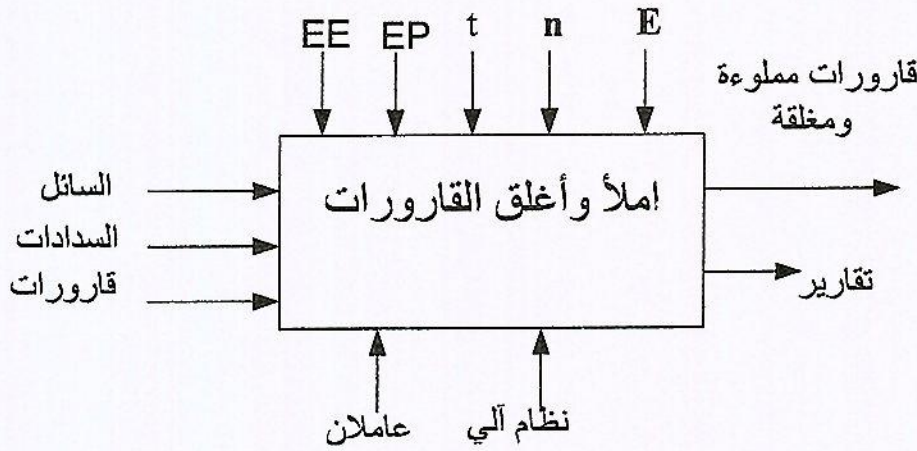 EE EP t n E
قارورات مملوءة
ومغلقة
السائل
املأ وأغلق القارورات
السدادات
قارورات
تقارير
عاملان
نظام آلي